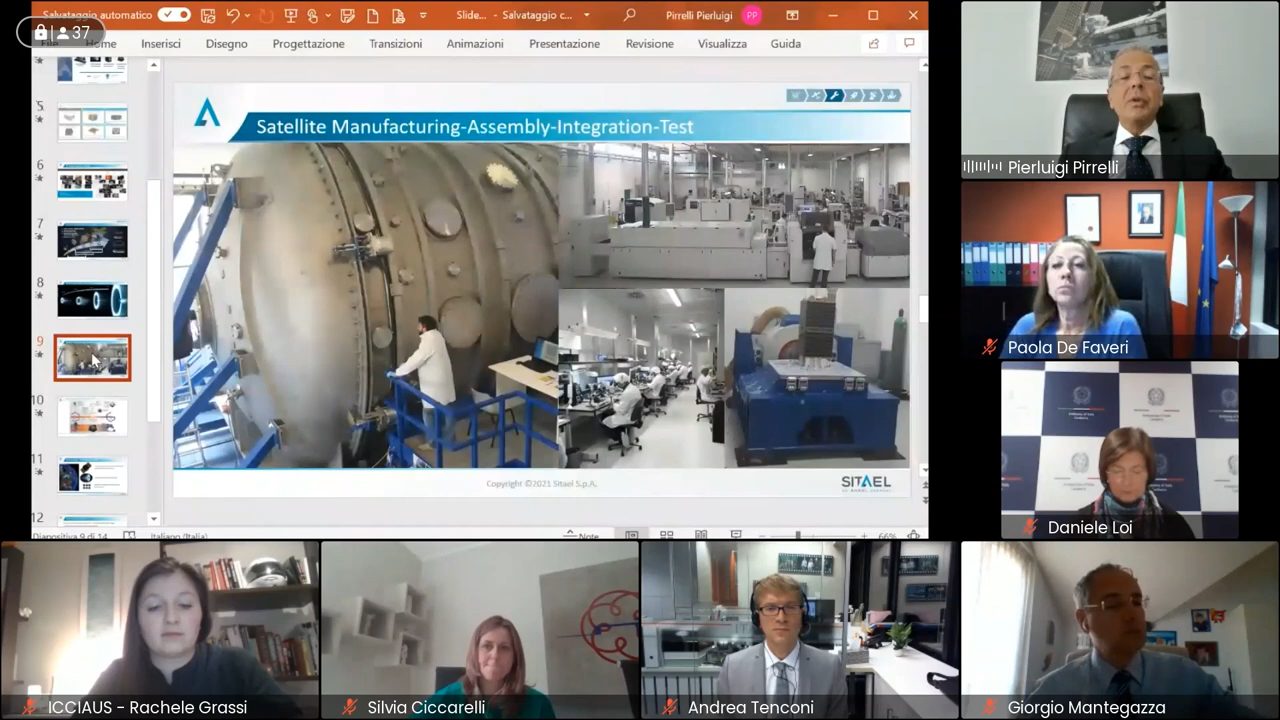 Salvataggio automatico
Slide... - Salvataggio c...
Pirrelli Pierluigi
PP
37
File
Home
Inserisci
Disegno
Progettazione
Transizioni
Animazioni
Presentazione
Revisione
Visualizza
Guida
5
6
7
8
9
10
11
12
Satellite Manufacturing-Assembly-Integration-Test
Copyright ©2021 Sitael S.p.A.
SITAEL
Diapositiva 9 di 14
Italiano (Italia)
Note
66%
Pierluigi Pirrelli
Paola De Faveri
Daniele Loi
ICCIAUS - Rachele Grassi
Silvia Ciccarelli
Andrea Tenconi
Giorgio Mantegazza